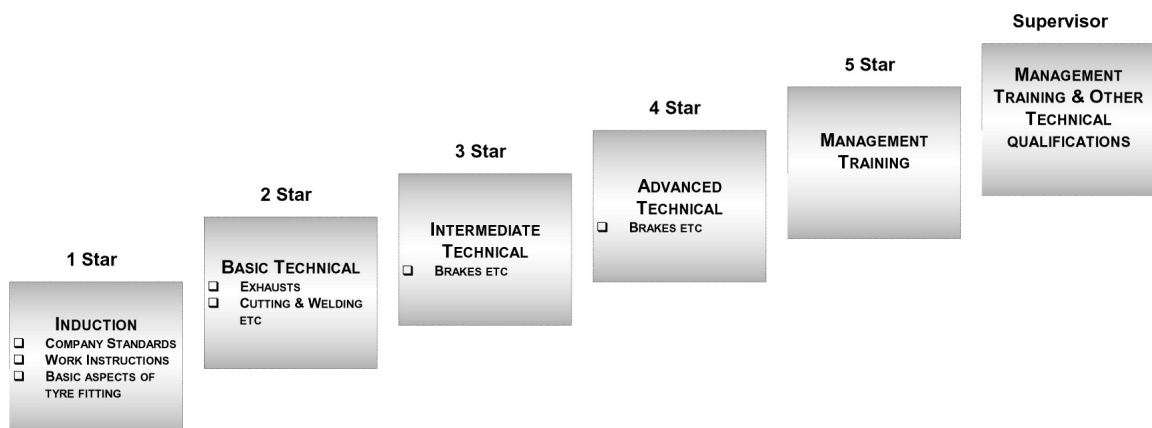 1 Star
INDUCTION
❑ COMPANY STANDARDS
❑ WORK INSTRUCTIONS
❑ BASIC ASPECTS OF
TYRE FITTING
2 Star
BASIC TECHNICAL
❑ EXHAUSTS
❑ CUTTING & WELDING
ETC
3 Star
INTERMEDIATE
TECHNICAL
❑ BRAKES ETC
4 Star
ADVANCED
TECHNICAL
❑ BRAKES ETC
5 Star
MANAGEMENT
TRAINING
Supervisor
MANAGEMENT
TRAINING & OTHER
TECHNICAL
QUALIFICATIONS